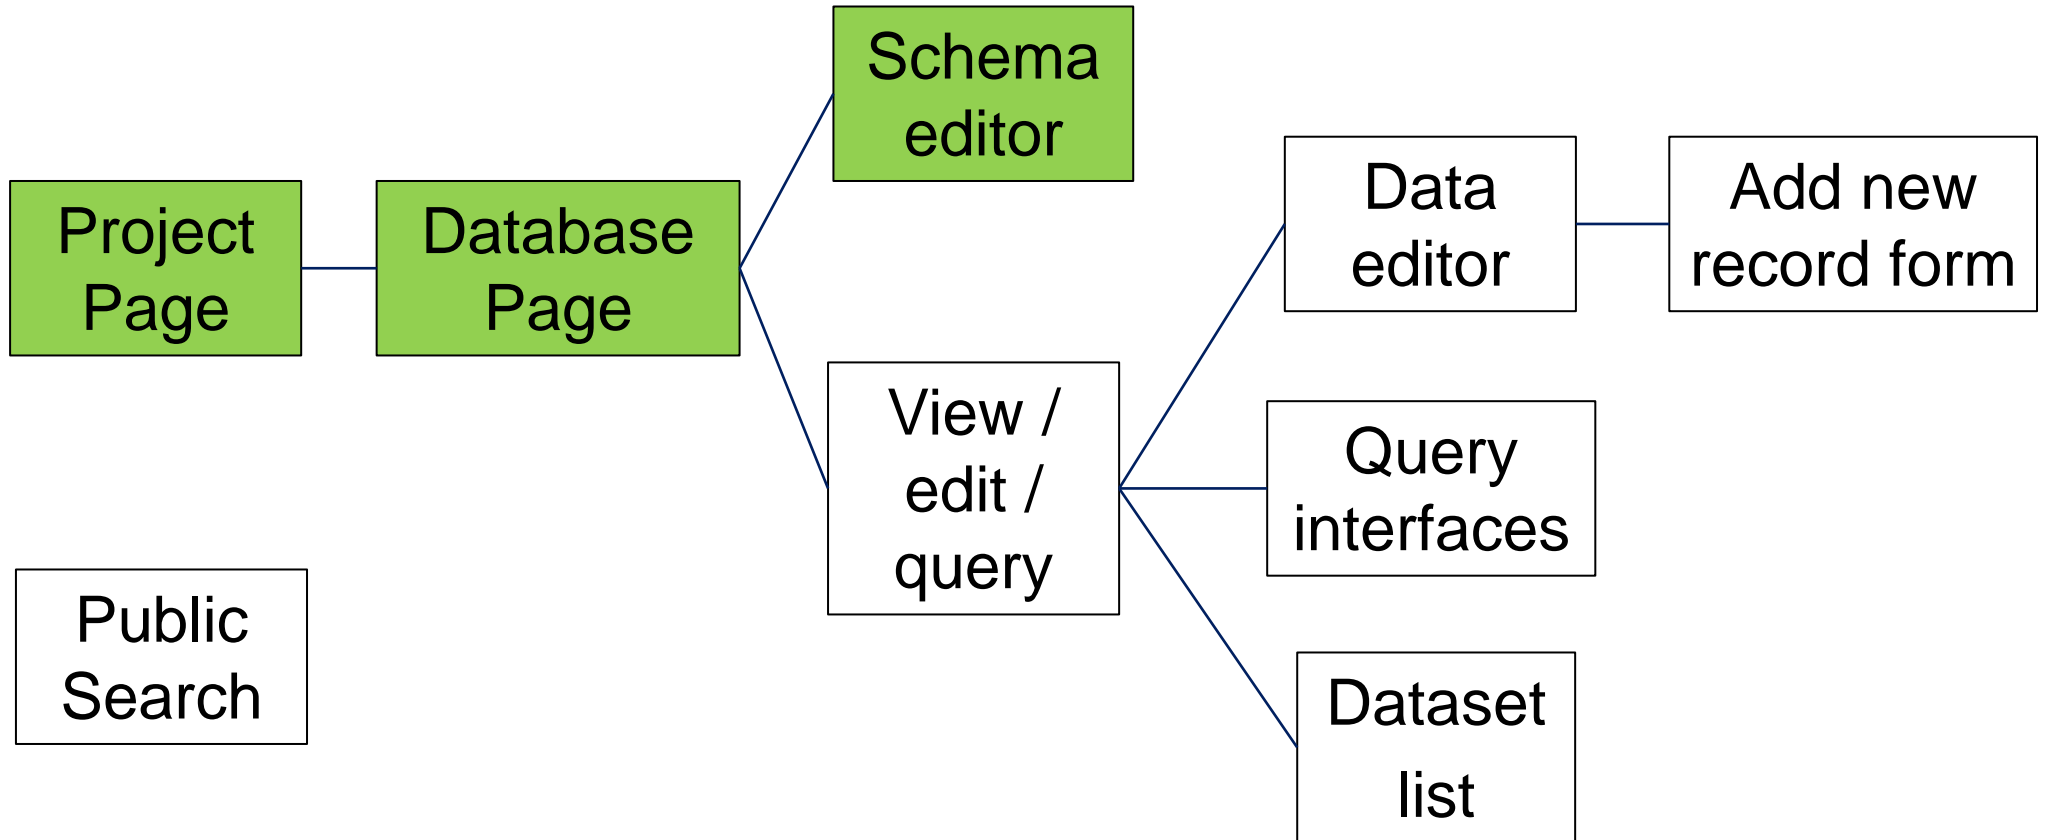 Project
Page
Database
Page
Schema
editor
View /
edit /
query
Data
editor
Add new
record form
Query
interfaces
Dataset
list
Public
Search